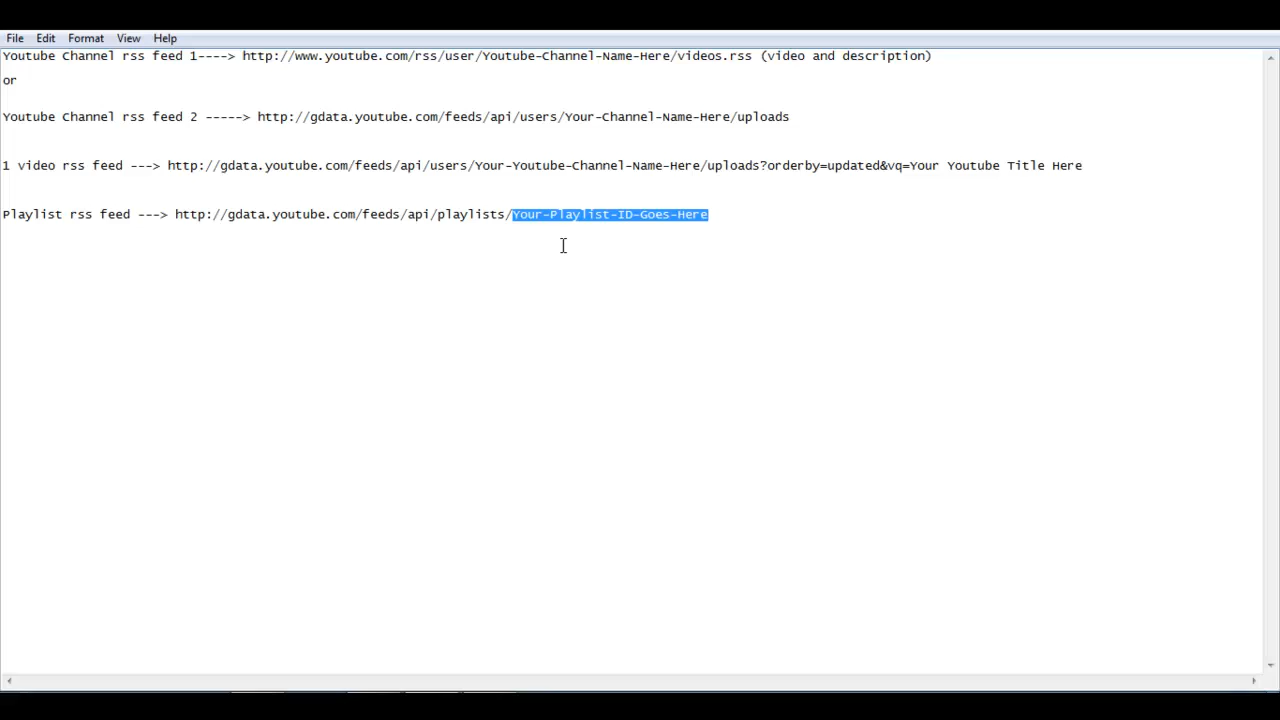 File Edit Format View Help
Youtube Channel rss feed 1----> http://www.youtube.com/rss/user/Youtube-Channel-Name-Here/videos.rss (video and description)
or
Youtube Channel rss feed 2 -----> http://gdata.youtube.com/feeds/api/users/Your-Channel-Name-Here/uploads
1 video rss feed ---> http://gdata.youtube.com/feeds/api/users/Your-Youtube-Channel-Name-Here/uploads?orderby=updated&vq=Your Youtube Title Here
Playlist rss feed ---> http://gdata.youtube.com/feeds/api/playlists/Your-Playlist-ID-Goes-Here